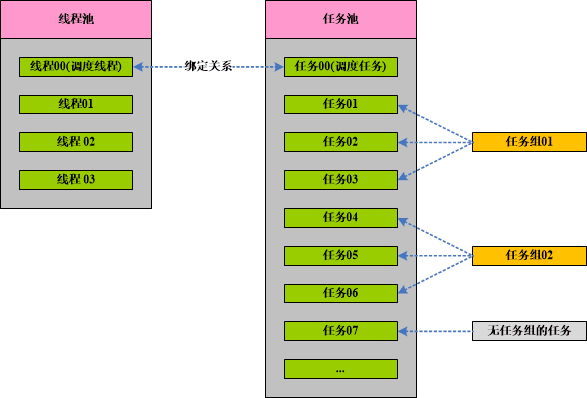 线程池
线程00(调度线程)
线程01
线程 02
线程 03
绑定关系
任务池
任务00(调度任务)
任务01
任务02
任务03
任务04
任务05
任务06
任务07
...
任务组01
任务组02
无任务组的任务